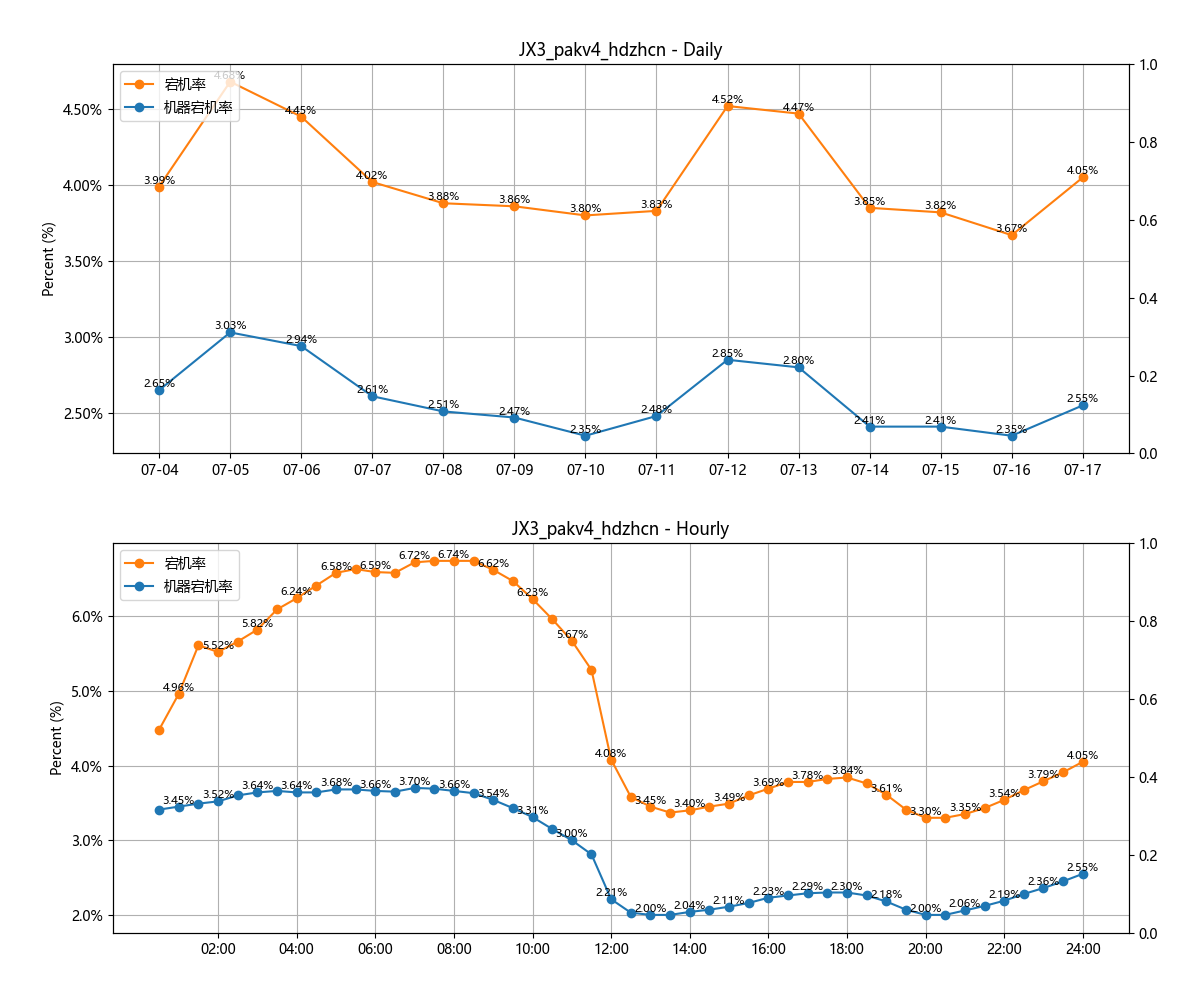 JX3_pakv4_hdzhcn - Daily
宕机率
机器宕机率
Percent (%)
4.50%
4.00%
3.50%
3.00%
2.50%
1.0
0.8
0.6
0.4
0.2
0.0
3.99% 4.68% 4.45% 4.02% 3.88% 3.86% 3.80% 3.83% 4.52% 4.47% 3.85% 3.82% 3.67% 4.05%
2.65% 3.03% 2.94% 2.61% 2.51% 2.47% 2.35% 2.48% 2.85% 2.80% 2.41% 2.41% 2.35% 2.55%
07-04 07-05 07-06 07-07 07-08 07-09 07-10 07-11 07-12 07-13 07-14 07-15 07-16 07-17
JX3_pakv4_hdzhcn - Hourly
宕机率
机器宕机率
Percent (%)
6.0%
5.0%
4.0%
3.0%
2.0%
1.0
0.8
0.6
0.4
0.2
0.0
4.96% 5.52% 5.82% 6.24% 6.58% 6.59% 6.72% 6.74% 6.62% 6.23% 5.67% 4.08% 3.45% 3.40% 3.49% 3.69% 3.78% 3.84% 3.61% 3.30% 3.35% 3.54% 3.79% 4.05%
3.45% 3.52% 3.64% 3.64% 3.68% 3.66% 3.70% 3.66% 3.54% 3.31% 3.00% 2.21% 2.00% 2.04% 2.11% 2.23% 2.29% 2.30% 2.18% 2.00% 2.06% 2.19% 2.36% 2.55%
02:00 04:00 06:00 08:00 10:00 12:00 14:00 16:00 18:00 20:00 22:00 24:00